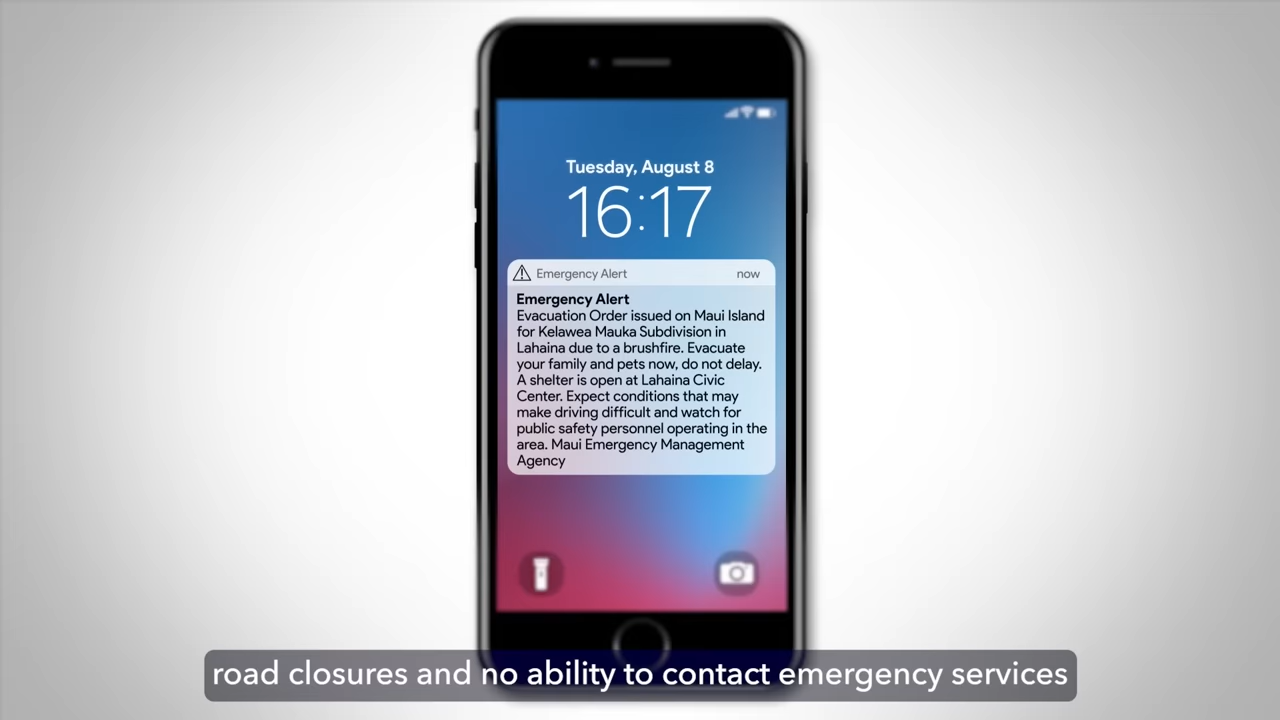 Tuesday, August 8
16:17
Emergency Alert now
Emergency Alert
Evacuation Order issued on Maui Island
for Kelawea Mauka Subdivision in
Lahaina due to a brushfire. Evacuate
your family and pets now, do not delay.
A shelter is open at Lahaina Civic
Center. Expect conditions that may
make driving difficult and watch for
public safety personnel operating in the
area. Maui Emergency Management
Agency
road closures and no ability to contact emergency services